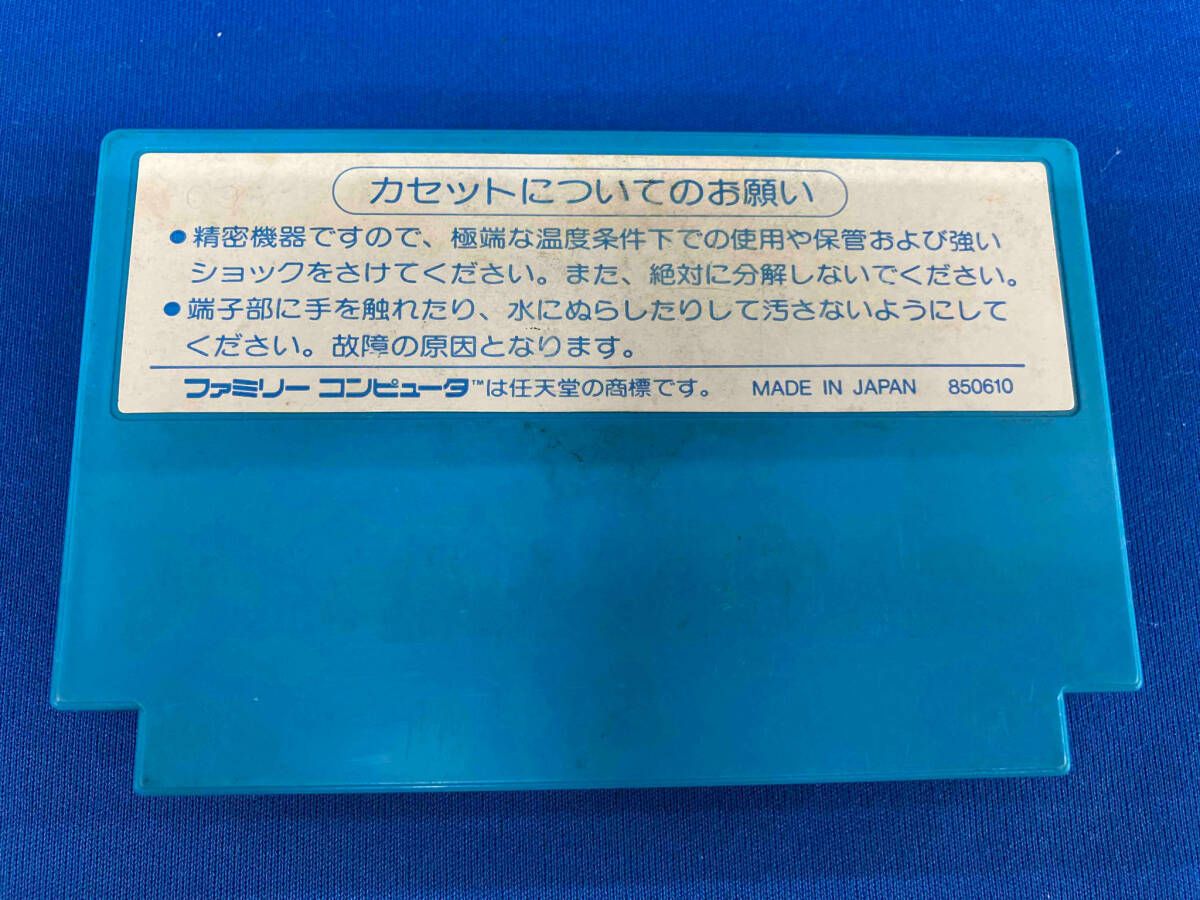 カセットについてのお願い
●精密機器ですので、極端な温度条件下での使用や保管および強い
ショックをさけてください。また、絶対に分解しないでください。
●端子部に手を触れたり、水にぬらしたりして汚さないようにして
ください。故障の原因となります。
ファミリー コンピュータ™は任天堂の商標です。 MADE IN JAPAN 850610